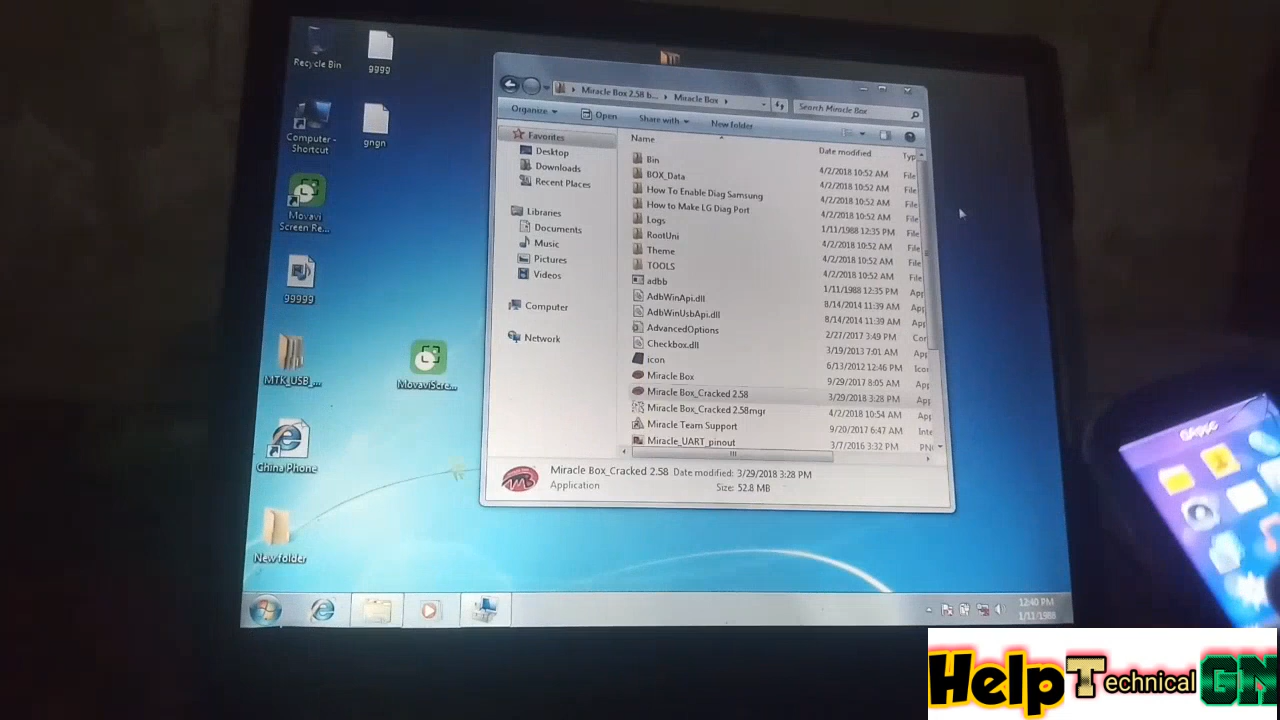 Recycle Bin
gggg
Computer -
Shortcut
gngn
Movavi
Screen Re...
ggggg
MTK_USB_...
MovaviScre...
China Phone
New folder
Miracle Box 2.58 b... Miracle Box
Search Miracle Box
Organize Open Share with New folder
Favorites
Desktop
Downloads
Recent Places
Libraries
Documents
Music
Pictures
Videos
Computer
Network
Name Date modified Typ
Bin 4/2/2018 10:52 AM File
BOX_Data 4/2/2018 10:52 AM File
How To Enable Diag Samsung 4/2/2018 10:52 AM File
How to Make LG Diag Port 4/2/2018 10:52 AM File
Logs 1/11/1988 12:35 PM File
RootUni 4/2/2018 10:52 AM File
Theme 4/2/2018 10:52 AM File
TOOLS 4/2/2018 10:52 AM File
adbb 1/11/1988 12:35 PM App
AdbWinApi.dll 8/14/2014 11:39 AM App
AdbWinUsbApi.dll 8/14/2014 11:39 AM App
AdvancedOptions 2/27/2017 3:49 PM Cor
Checkbox.dll 3/19/2013 7:01 AM App
icon 6/13/2012 12:46 PM Icon
Miracle Box 9/29/2017 8:05 AM App
Miracle Box_Cracked 2.58 3/29/2018 3:28 PM App
Miracle Box_Cracked 2.58mgr 4/2/2018 10:54 AM App
Miracle Team Support 9/20/2017 6:47 AM Inte
Miracle_UART_pinout 3/7/2016 3:32 PM PNG
Miracle Box_Cracked 2.58 Date modified: 3/29/2018 3:28 PM
Application Size: 52.8 MB
12:40 PM
1/11/1988
Help Technical GN